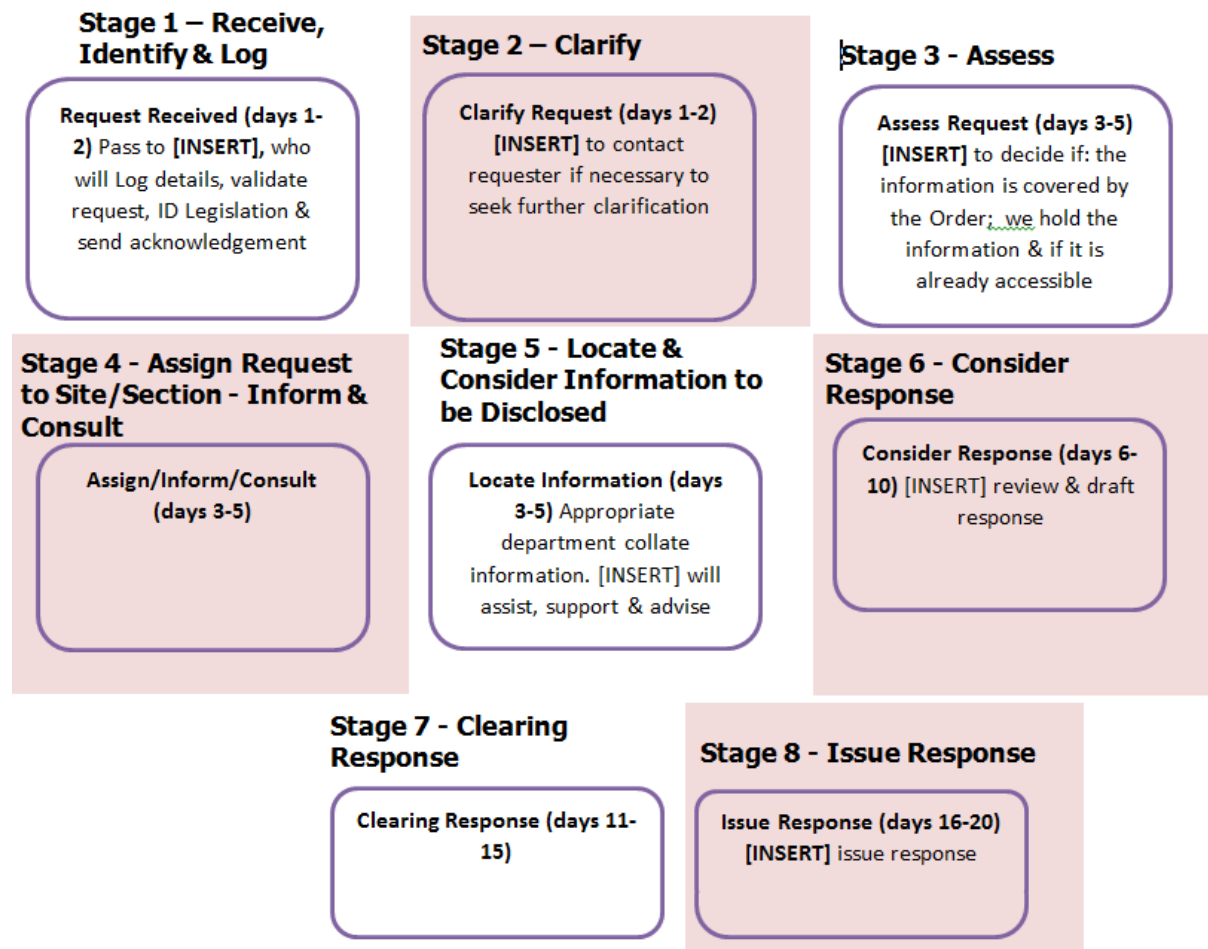 Stage 1 – Receive,
Identify & Log
Request Received (days 1-
2) Pass to [INSERT], who
will Log details, validate
request, ID Legislation &
send acknowledgement
Stage 2 – Clarify
Clarify Request (days 1-2)
[INSERT] to contact
requester if necessary to
seek further clarification
Stage 3 - Assess
Assess Request (days 3-5)
[INSERT] to decide if: the
information is covered by
the Order;  we hold the
information & if it is
already accessible
Stage 4 - Assign Request
to Site/Section - Inform &
Consult
Assign/Inform/Consult
(days 3-5)
Stage 5 - Locate &
Consider Information to
be Disclosed
Locate Information (days
3-5) Appropriate
department collate
information. [INSERT] will
assist, support & advise
Stage 6 - Consider
Response
Consider Response (days 6-
10) [INSERT] review & draft
response
Stage 7 - Clearing
Response
Clearing Response (days 11-
15)
Stage 8 - Issue Response
Issue Response (days 16-20)
[INSERT] issue response